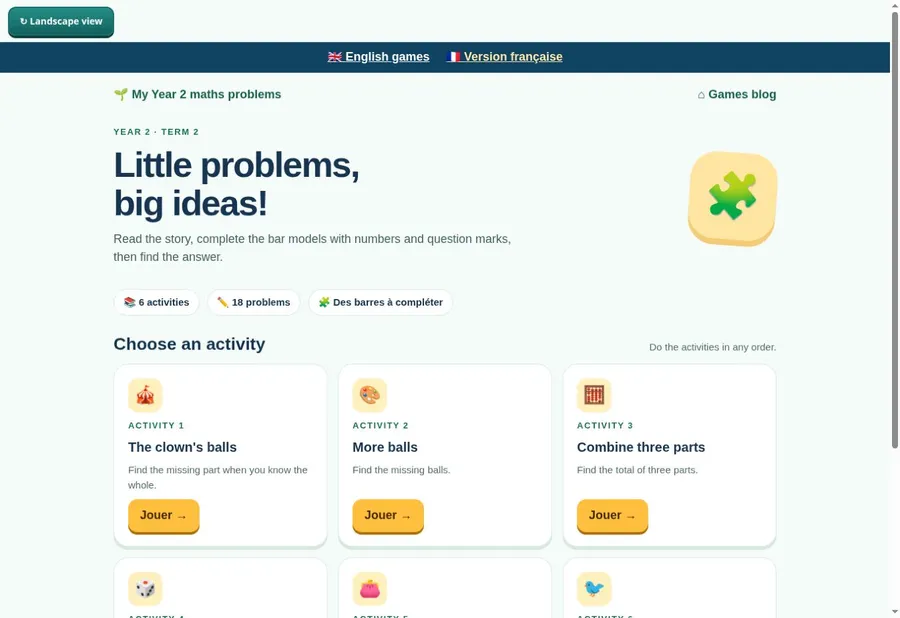 ↻ Landscape view
🇬🇧 English games 🇫🇷 Version française
🌱 My Year 2 maths problems
⌂ Games blog
YEAR 2 · TERM 2
Little problems,
big ideas!
Read the story, complete the bar models with numbers and question marks,
then find the answer.
📚 6 activities
✏️ 18 problems
🧩 Des barres à compléter
Choose an activity
Do the activities in any order.
ACTIVITY 1
The clown's balls
Find the missing part when you know the
whole.
Jouer →
ACTIVITY 2
More balls
Find the missing balls.
Jouer →
ACTIVITY 3
Combine three parts
Find the total of three parts.
Jouer →